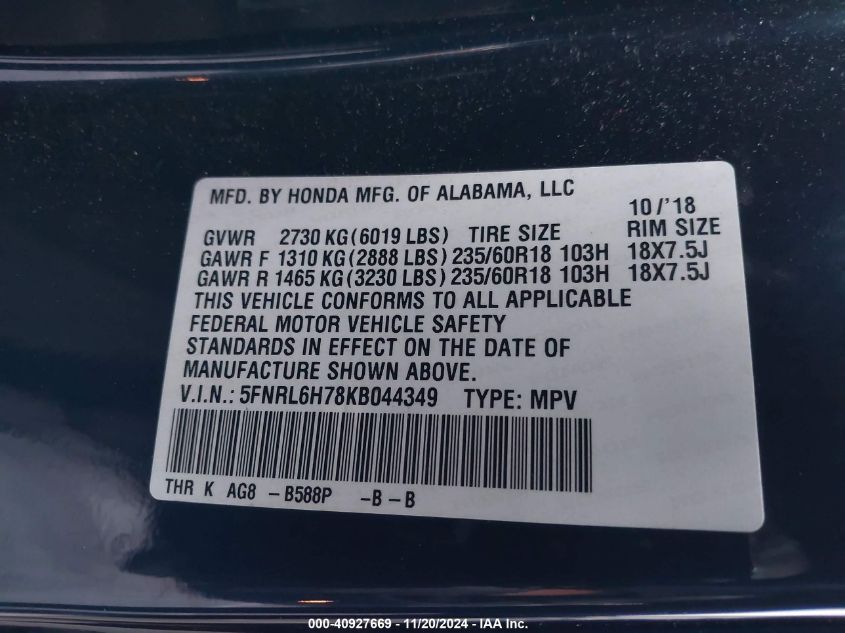 MFD. BY HONDA MFG. OF ALABAMA, LLC 10/'18
GVWR 2730 KG(6019 LBS) TIRE SIZE RIM SIZE
GAWR F 1310 KG(2888 LBS) 235/60R18 103H 18X7.5J
GAWR R 1465 KG(3230 LBS) 235/60R18 103H 18X7.5J
THIS VEHICLE CONFORMS TO ALL APPLICABLE
FEDERAL MOTOR VEHICLE SAFETY
STANDARDS IN EFFECT ON THE DATE OF
MANUFACTURE SHOWN ABOVE.
V.I.N.: 5FNRL6H78KB044349 TYPE: MPV
THR K AG8 -B588P -B-B
000-40927669 - 11/20/2024 - IAA Inc.